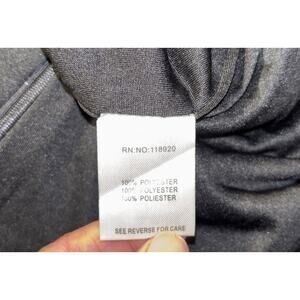 RN:NO:118920
100% POLYESTER
100% POLYESTER
100% POLIESTER
SEE REVERSE FOR CARE